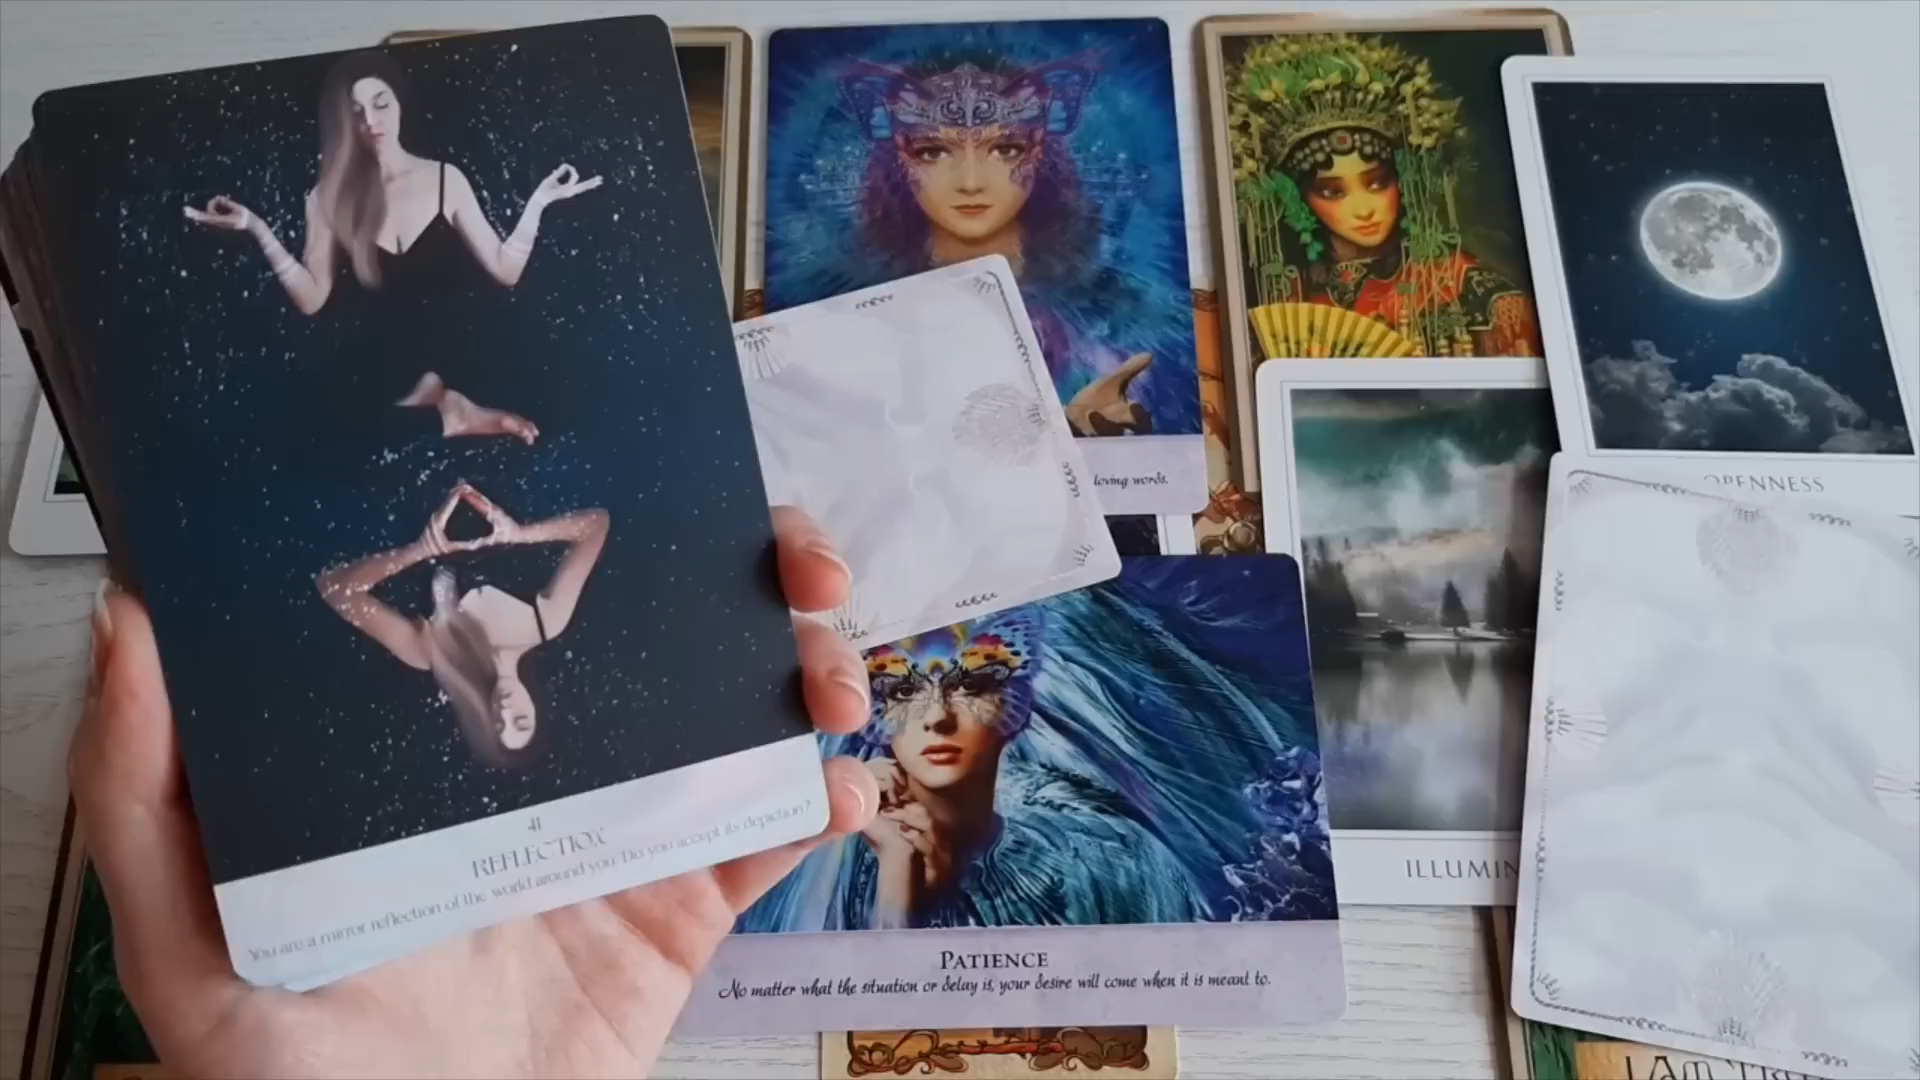 41
REFLECTION
You are a mirror reflection of the world around you. Do you accept its depiction?
loving words.
OPENNESS
PATIENCE
No matter what the situation or delay is, your desire will come when it is meant to.
ILLUMIN
I AM